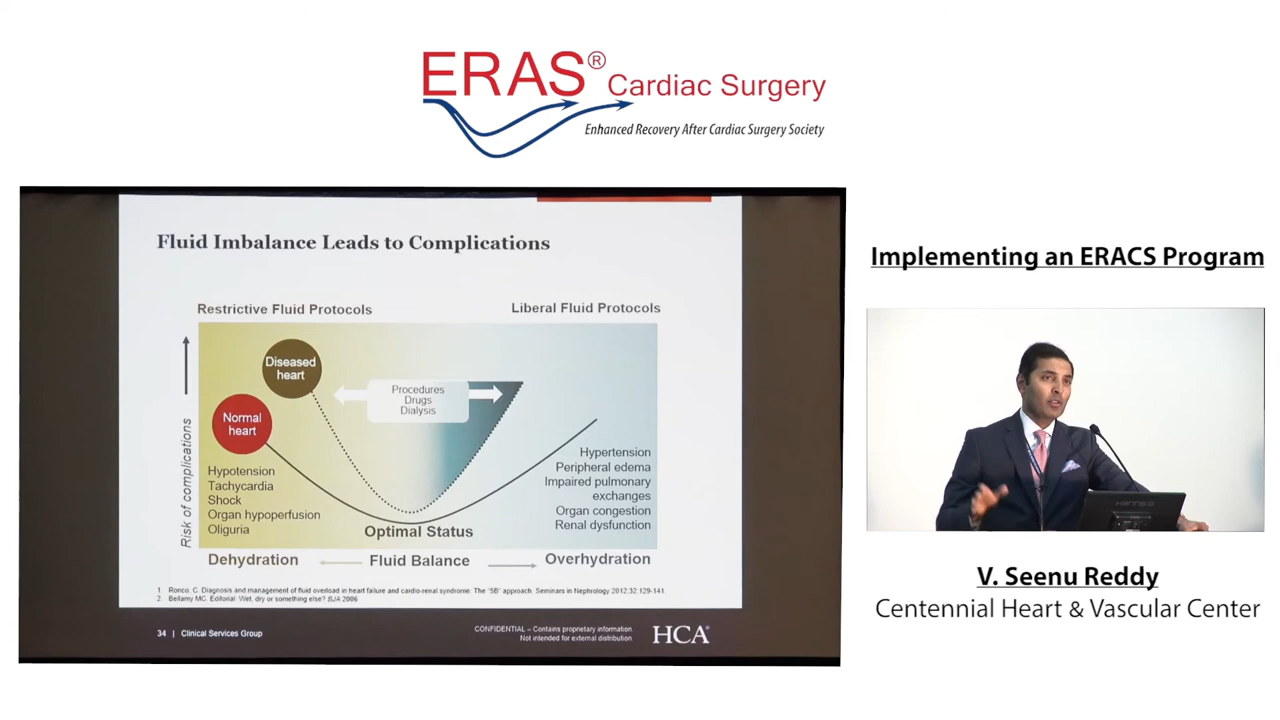 ERAS® Cardiac Surgery
Enhanced Recovery After Cardiac Surgery Society
Fluid Imbalance Leads to Complications
Restrictive Fluid Protocols
Liberal Fluid Protocols
Risk of complications
Diseased
heart
Normal
heart
Procedures
Drugs
Dialysis
Hypotension
Tachycardia
Shock
Organ hypoperfusion
Oliguria
Hypertension
Peripheral edema
Impaired pulmonary
exchanges
Organ congestion
Renal dysfunction
Optimal Status
Dehydration
Fluid Balance
Overhydration
1. Ronco, C. Diagnosis and management of fluid overload in heart failure and cardio-renal syndrome. The "5B" approach. Seminars in Nephrology 2012;32:129-141.
2. Bellamy MC. Editorial: Wet, dry or something else? BJA 2006
34 | Clinical Services Group
CONFIDENTIAL – Contains proprietary information.
Not intended for external distribution.
HCA®
Implementing an ERACS Program
V. Seenu Reddy
Centennial Heart & Vascular Center